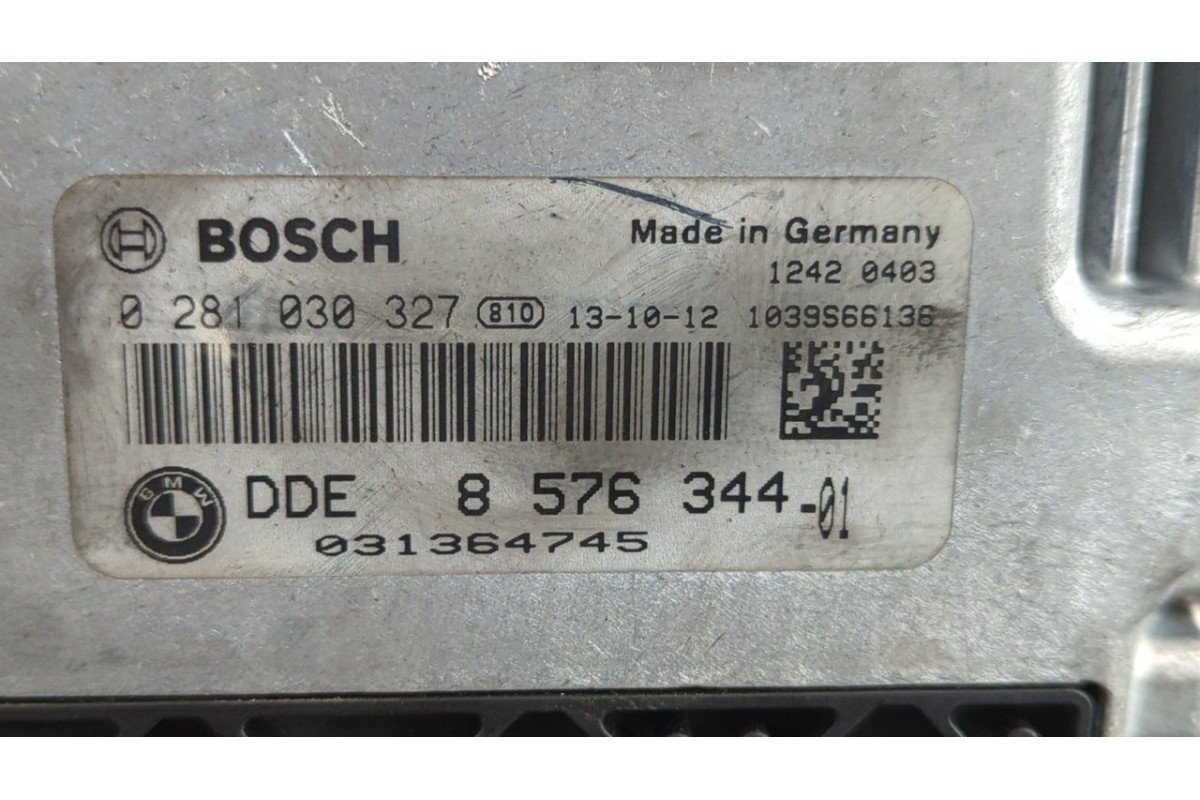 BOSCH
Made in Germany
1242 0403
0 281 030 327 810 13-10-12 1039S66136
BMW DDE 8 576 344-01
031364745